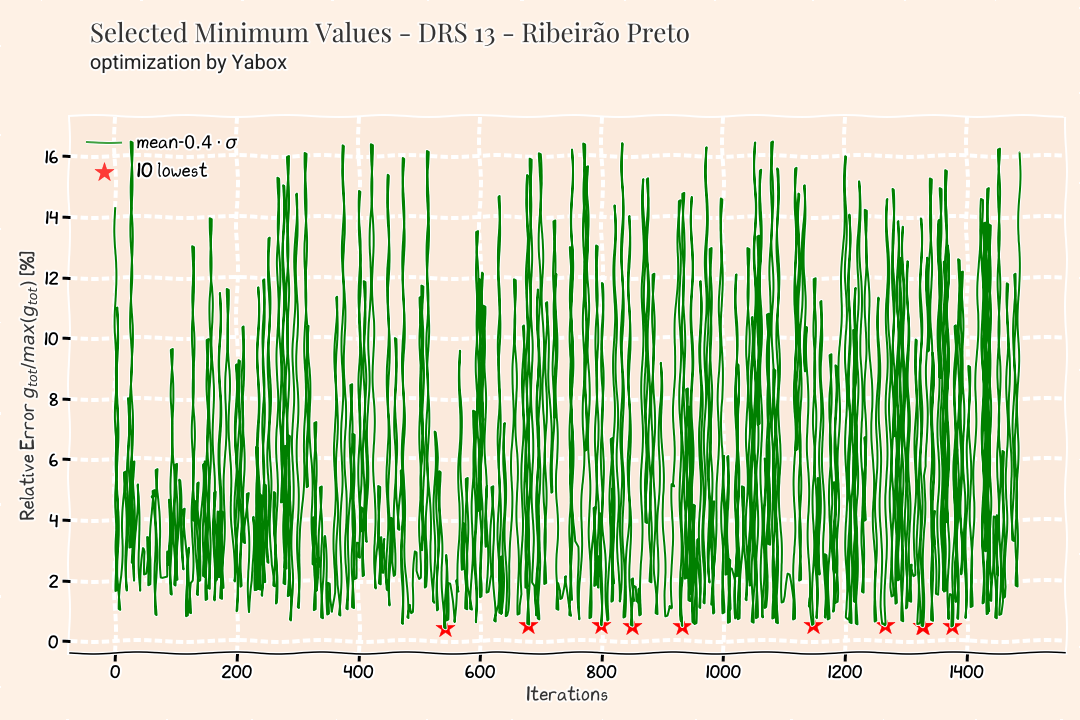 Selected Minimum Values - DRS 13 - Ribeirão Preto
optimization by Yabox
mean-0.4 · σ
10 lowest
Relative Error g_tot/max(g_tot) [%]
16
14
12
10
8
6
4
2
0
0 200 400 600 800 1000 1200 1400
Iterations